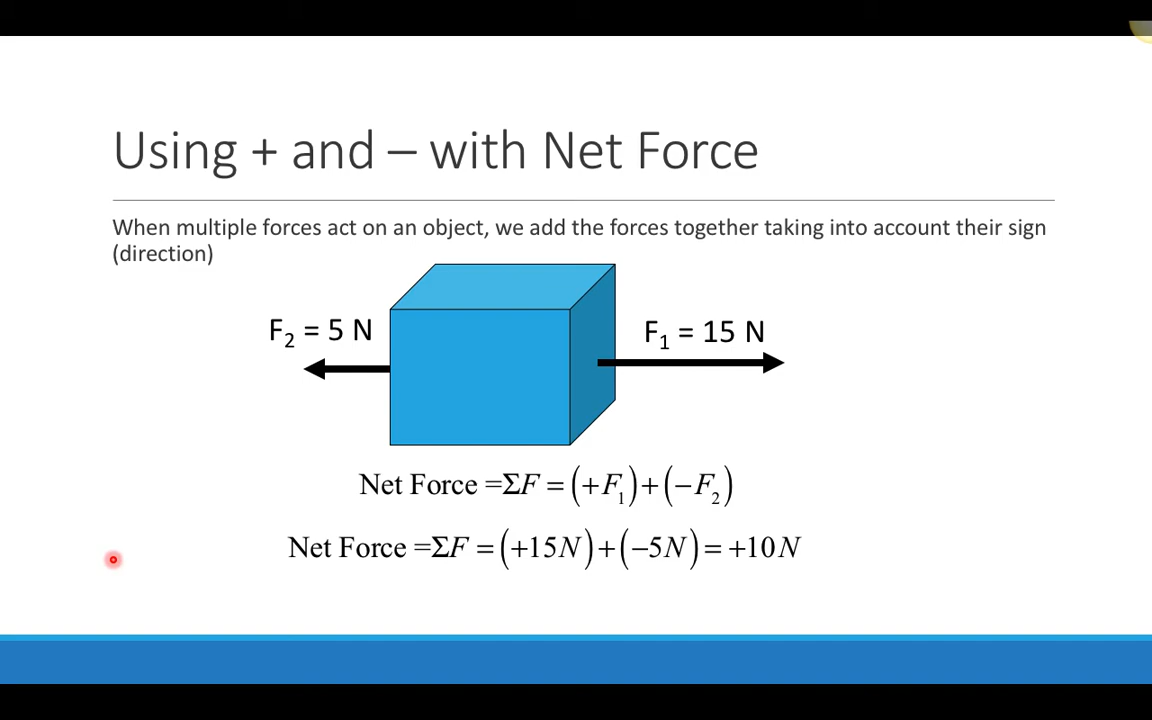 Using + and – with Net Force
When multiple forces act on an object, we add the forces together taking into account their sign
(direction)
F₂ = 5 N
F₁ = 15 N
Net Force =ΣF = (+F₁)+(−F₂)
Net Force =ΣF = (+15N)+(−5N)= +10N